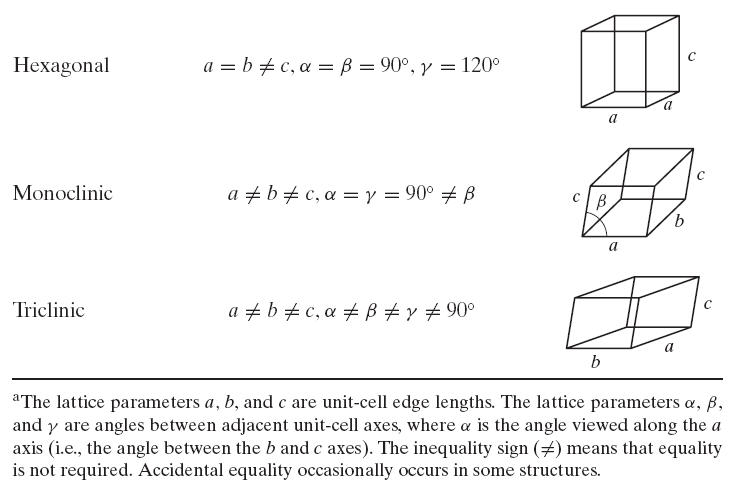 Hexagonal a = b ≠ c, α = β = 90°, γ = 120°
c
a
a
Monoclinic a ≠ b ≠ c, α = γ = 90° ≠ β
c
c β
b
a
Triclinic a ≠ b ≠ c, α ≠ β ≠ γ ≠ 90°
c
a
b
ᵃThe lattice parameters a, b, and c are unit-cell edge lengths. The lattice parameters α, β,
and γ are angles between adjacent unit-cell axes, where α is the angle viewed along the a
axis (i.e., the angle between the b and c axes). The inequality sign (≠) means that equality
is not required. Accidental equality occasionally occurs in some structures.